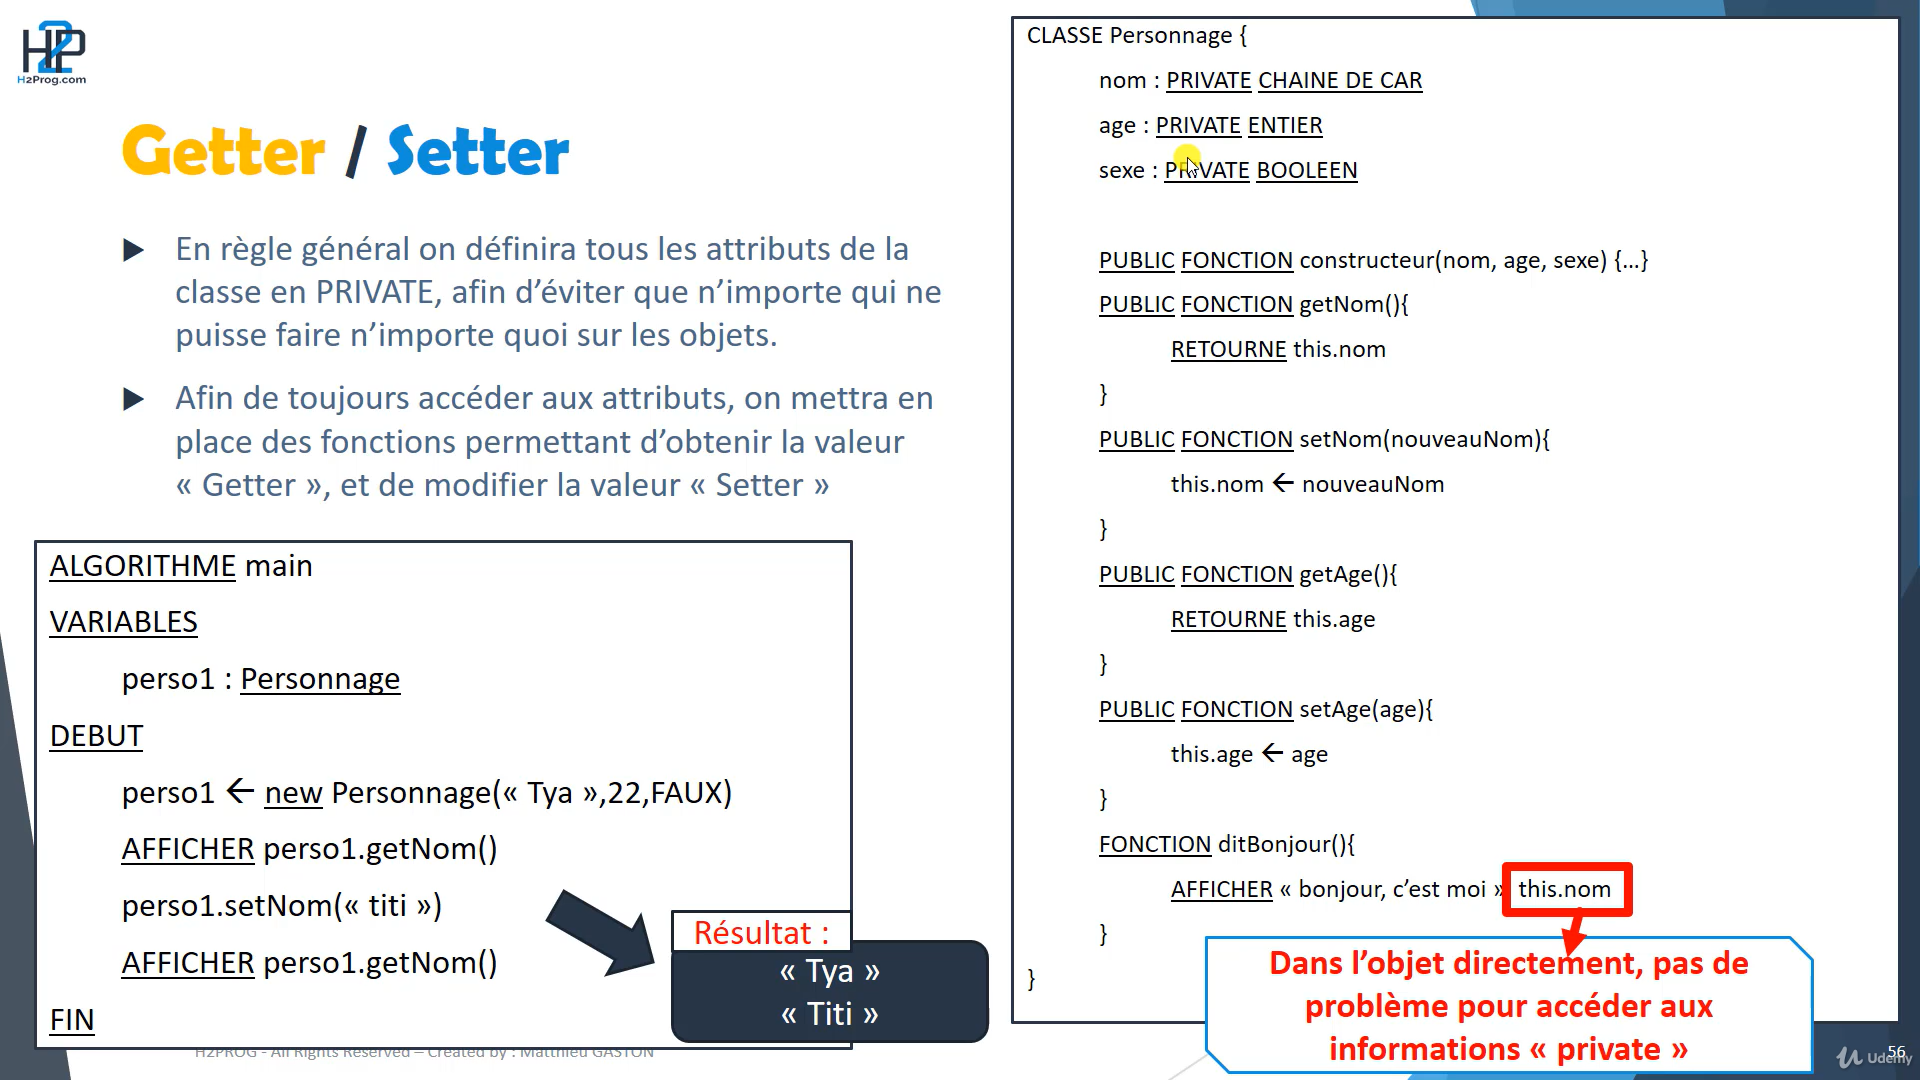 H2P
H2Prog.com
Getter / Setter
En règle général on définira tous les attributs de la
classe en PRIVATE, afin d’éviter que n’importe qui ne
puisse faire n’importe quoi sur les objets.
Afin de toujours accéder aux attributs, on mettra en
place des fonctions permettant d’obtenir la valeur
« Getter », et de modifier la valeur « Setter »
ALGORITHME main
VARIABLES
perso1 : Personnage
DEBUT
perso1 ← new Personnage(« Tya »,22,FAUX)
AFFICHER perso1.getNom()
perso1.setNom(« titi »)
AFFICHER perso1.getNom()
FIN
Résultat :
« Tya »
« Titi »
CLASSE Personnage {
nom : PRIVATE CHAINE DE CAR
age : PRIVATE ENTIER
sexe : PRIVATE BOOLEEN
PUBLIC FONCTION constructeur(nom, age, sexe) {...}
PUBLIC FONCTION getNom(){
RETOURNE this.nom
}
PUBLIC FONCTION setNom(nouveauNom){
this.nom ← nouveauNom
}
PUBLIC FONCTION getAge(){
RETOURNE this.age
}
PUBLIC FONCTION setAge(age){
this.age ← age
}
FONCTION ditBonjour(){
AFFICHER « bonjour, c’est moi » this.nom
}
}
Dans l’objet directement, pas de
problème pour accéder aux
informations « private »
H2PROG - All Rights Reserved – Created by : Matthieu GASTON
56
Udemy